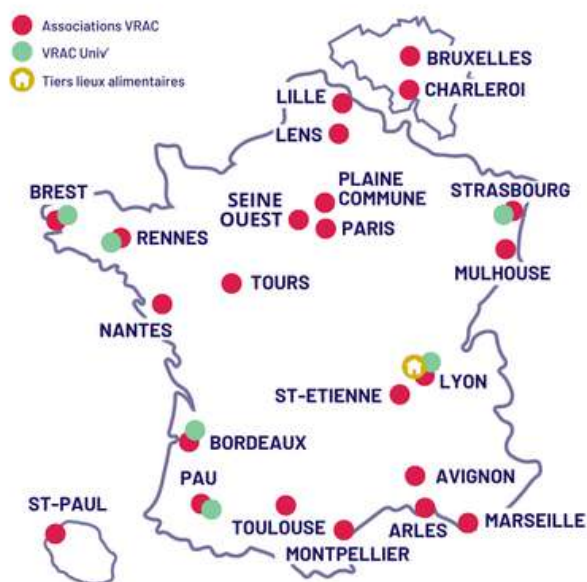 Associations VRAC
VRAC Univ'
Tiers lieux alimentaires
BRUXELLES
CHARLEROI
LILLE
LENS
PLAINE
COMMUNE
SEINE
OUEST
PARIS
STRASBOURG
MULHOUSE
BREST
RENNES
TOURS
NANTES
LYON
ST-ETIENNE
BORDEAUX
PAU
AVIGNON
ST-PAUL
TOULOUSE
ARLES
MARSEILLE
MONTPELLIER